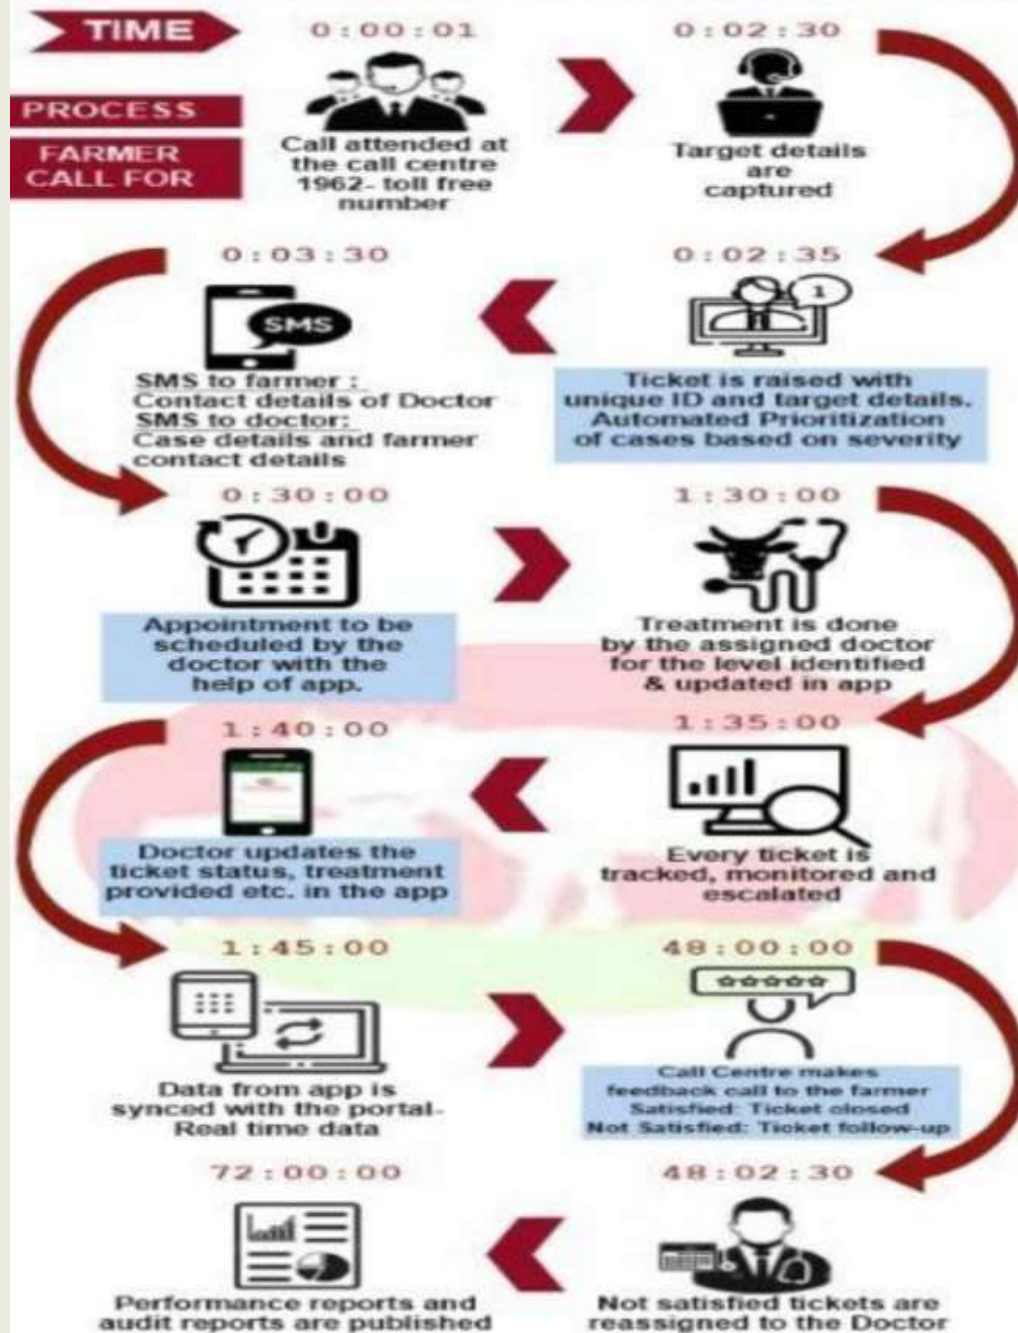 TIME
0:00:01
0:02:30
PROCESS
FARMER
CALL FOR
Call attended at
the call centre
1962- toll free
number
Target details
are
captured
0:02:35
1
Ticket is raised with
unique ID and target details.
Automated Prioritization
of cases based on severity
0:03:30
SMS
SMS to farmer :
Contact details of Doctor
SMS to doctor:
Case details and farmer
contact details
0:30:00
Appointment to be
scheduled by the
doctor with the
help of app.
1:30:00
Treatment is done
by the assigned doctor
for the level identified
& updated in app
1:35:00
Every ticket is
tracked, monitored and
escalated
1:40:00
Doctor updates the
ticket status, treatment
provided etc. in the app
1:45:00
Data from app is
synced with the portal-
Real time data
48:00:00
Call Centre makes
feedback call to the farmer
Satisfied: Ticket closed
Not Satisfied: Ticket follow-up
48:02:30
Not satisfied tickets are
reassigned to the Doctor
72:00:00
Performance reports and
audit reports are published